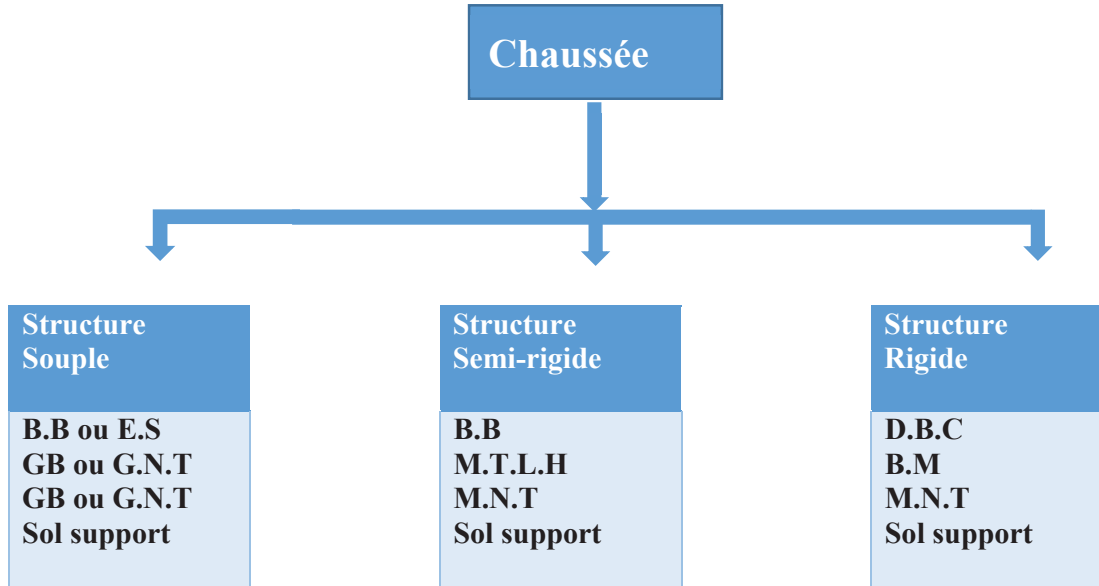 Chaussée
Structure
Souple
B.B ou E.S
GB ou G.N.T
GB ou G.N.T
Sol support
Structure
Semi-rigide
B.B
M.T.L.H
M.N.T
Sol support
Structure
Rigide
D.B.C
B.M
M.N.T
Sol support